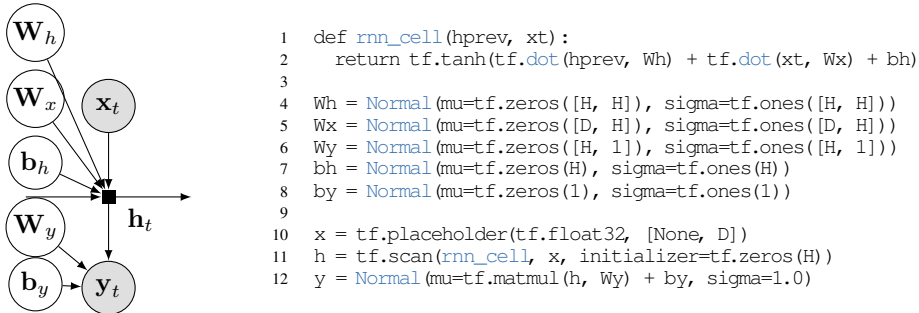 W_h
W_x
x_t
b_h
h_t
W_y
b_y
y_t
1 def rnn_cell(hprev, xt):
2   return tf.tanh(tf.dot(hprev, Wh) + tf.dot(xt, Wx) + bh)
3
4 Wh = Normal(mu=tf.zeros([H, H]), sigma=tf.ones([H, H]))
5 Wx = Normal(mu=tf.zeros([D, H]), sigma=tf.ones([D, H]))
6 Wy = Normal(mu=tf.zeros([H, 1]), sigma=tf.ones([H, 1]))
7 bh = Normal(mu=tf.zeros(H), sigma=tf.ones(H))
8 by = Normal(mu=tf.zeros(1), sigma=tf.ones(1))
9
10 x = tf.placeholder(tf.float32, [None, D])
11 h = tf.scan(rnn_cell, x, initializer=tf.zeros(H))
12 y = Normal(mu=tf.matmul(h, Wy) + by, sigma=1.0)